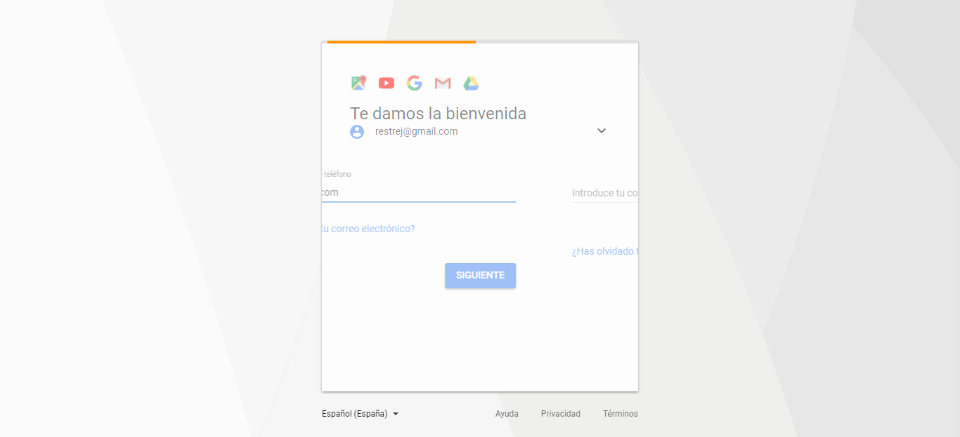 Te damos la bienvenida
restrej@gmail.com
teléfono
com
Introduce tu co
tu correo electrónico?
¿Has olvidado t
SIGUIENTE
Español (España)
Ayuda
Privacidad
Términos